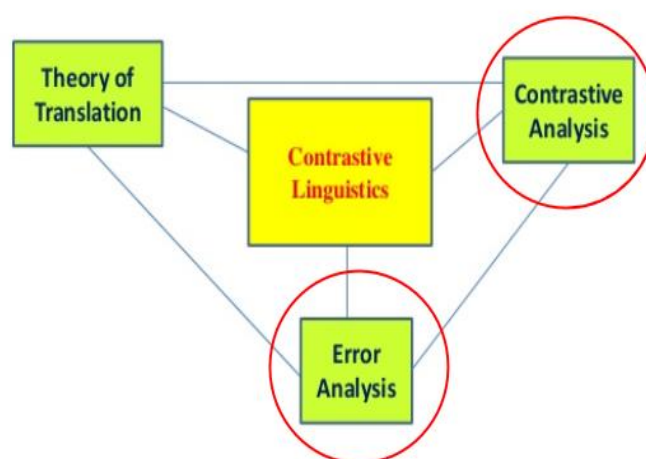 Theory of
Translation
Contrastive
Linguistics
Contrastive
Analysis
Error
Analysis